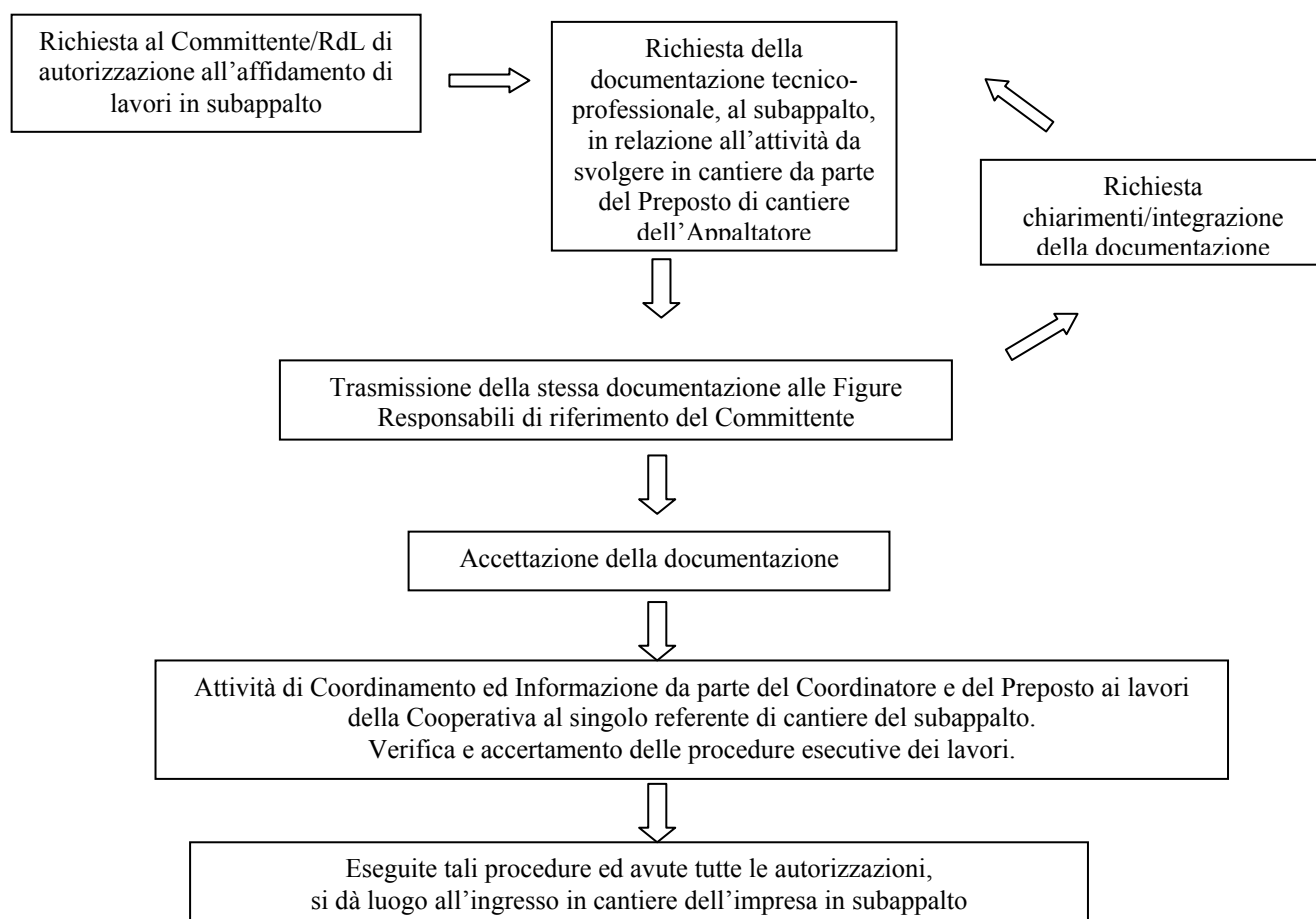 Richiesta al Committente/RdL di
autorizzazione all’affidamento di
lavori in subappalto
Richiesta della
documentazione tecnico-
professionale, al subappalto,
in relazione all’attività da
svolgere in cantiere da parte
del Preposto di cantiere
dell’Appaltatore
Richiesta
chiarimenti/integrazione
della documentazione
Trasmissione della stessa documentazione alle Figure
Responsabili di riferimento del Committente
Accettazione della documentazione
Attività di Coordinamento ed Informazione da parte del Coordinatore e del Preposto ai lavori
della Cooperativa al singolo referente di cantiere del subappalto.
Verifica e accertamento delle procedure esecutive dei lavori.
Eseguite tali procedure ed avute tutte le autorizzazioni,
si dà luogo all’ingresso in cantiere dell’impresa in subappalto